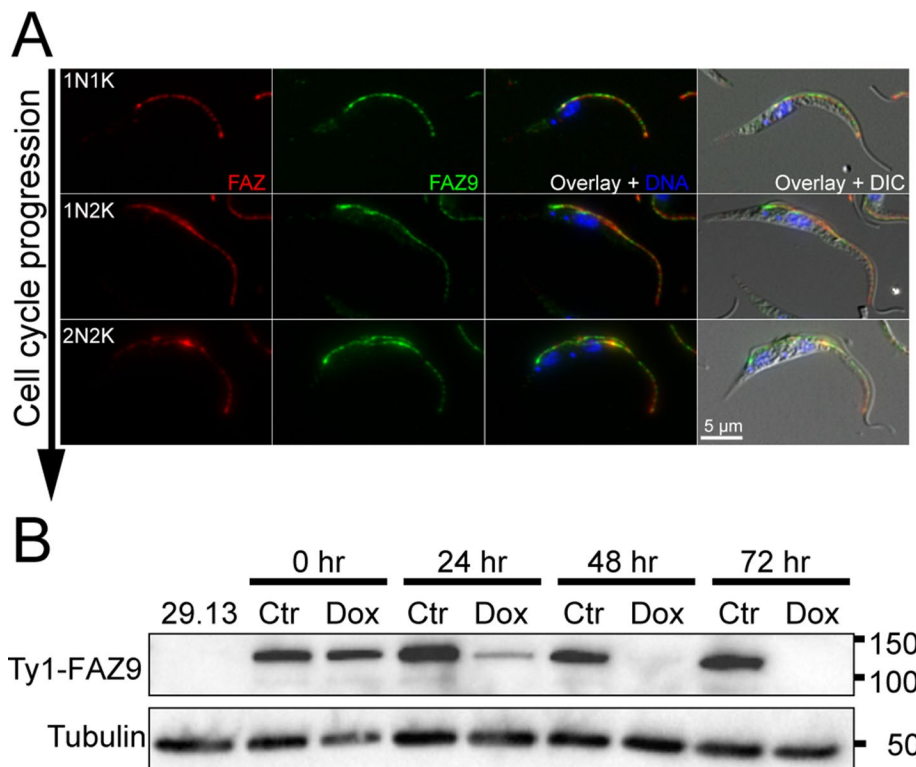 A
Cell cycle progression
1N1K
FAZ FAZ9 Overlay + DNA Overlay + DIC
1N2K
2N2K
5 µm
B
0 hr 24 hr 48 hr 72 hr
29.13 Ctr Dox Ctr Dox Ctr Dox Ctr Dox
Ty1-FAZ9 150
100
Tubulin 50